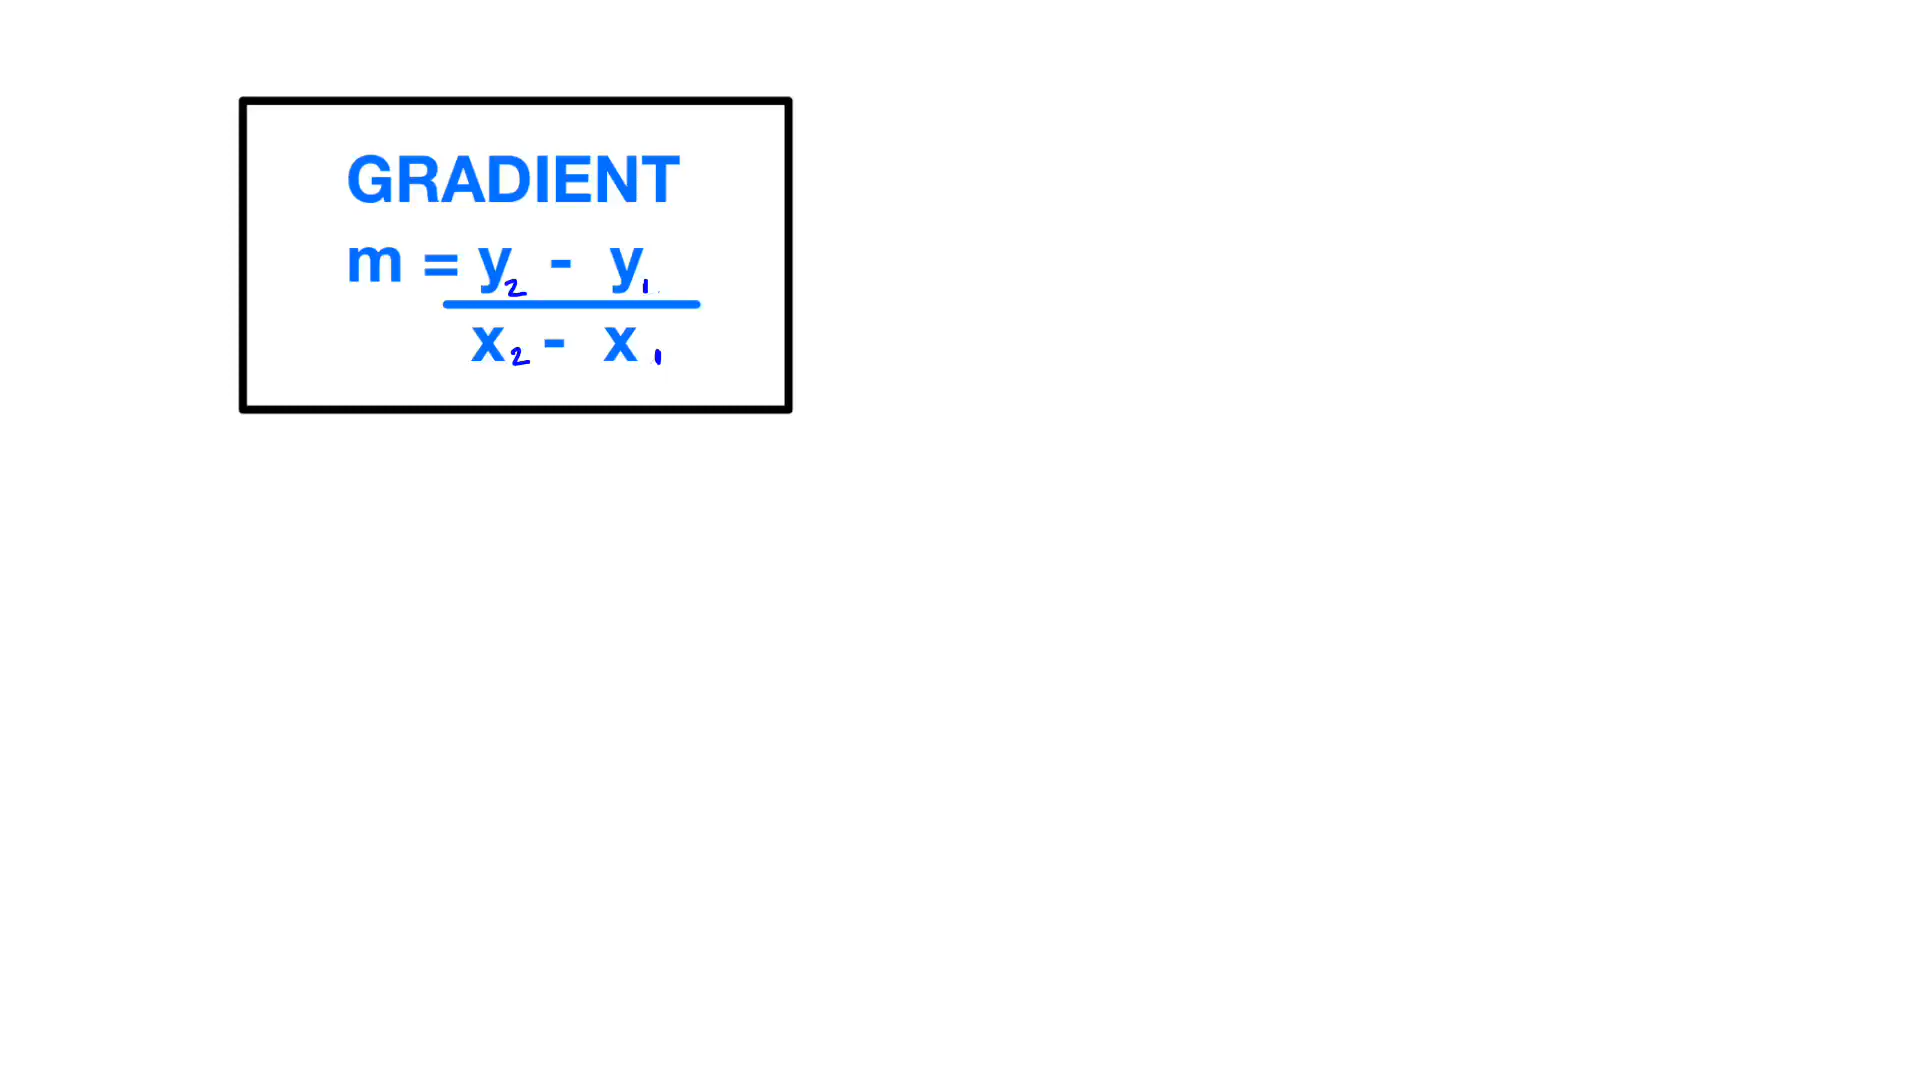 GRADIENT
m = y₂ - y₁
x₂ - x₁